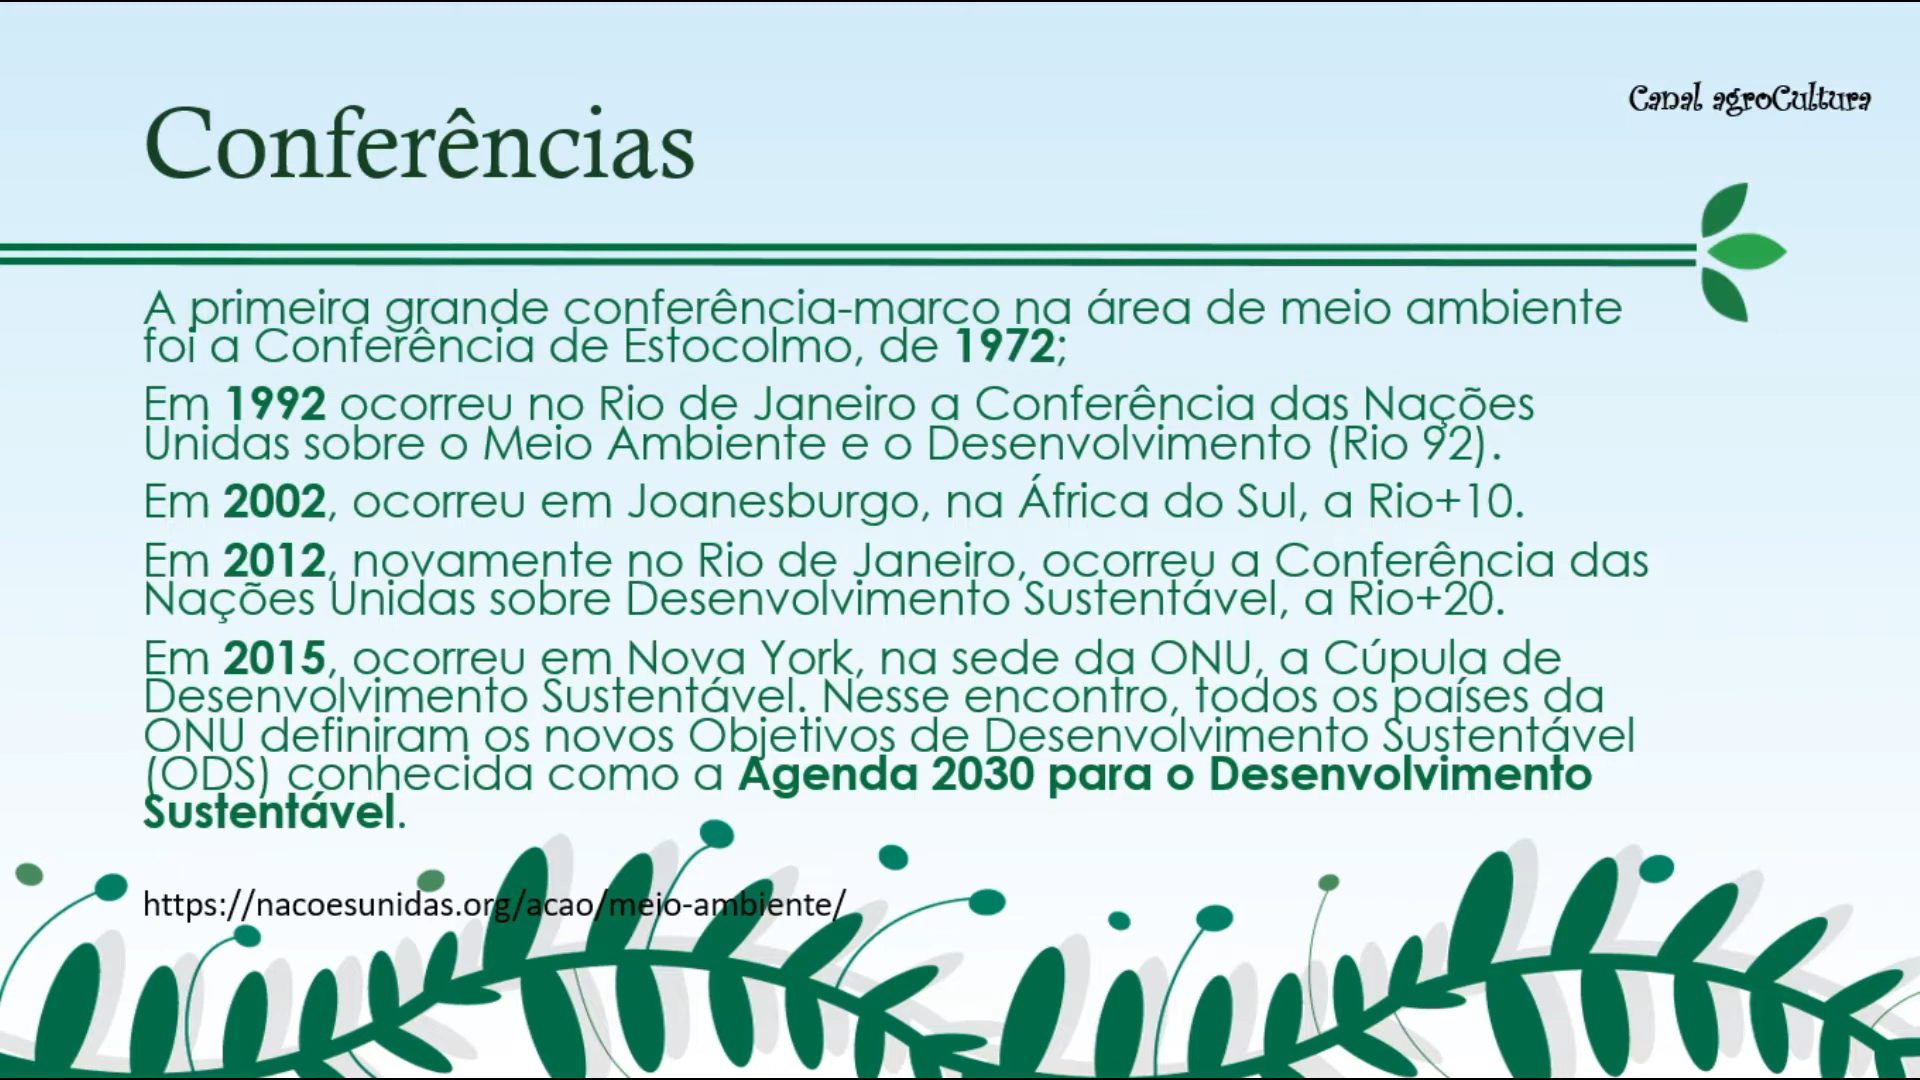 Canal agroCultura
Conferências
A primeira grande conferência-marco na área de meio ambiente
foi a Conferência de Estocolmo, de 1972;
Em 1992 ocorreu no Rio de Janeiro a Conferência das Nações
Unidas sobre o Meio Ambiente e o Desenvolvimento (Rio 92).
Em 2002, ocorreu em Joanesburgo, na África do Sul, a Rio+10.
Em 2012, novamente no Rio de Janeiro, ocorreu a Conferência das
Nações Unidas sobre Desenvolvimento Sustentável, a Rio+20.
Em 2015, ocorreu em Nova York, na sede da ONU, a Cúpula de
Desenvolvimento Sustentável. Nesse encontro, todos os países da
ONU definiram os novos Objetivos de Desenvolvimento Sustentável
(ODS) conhecida como a Agenda 2030 para o Desenvolvimento
Sustentável.
https://nacoesunidas.org/acao/meio-ambiente/